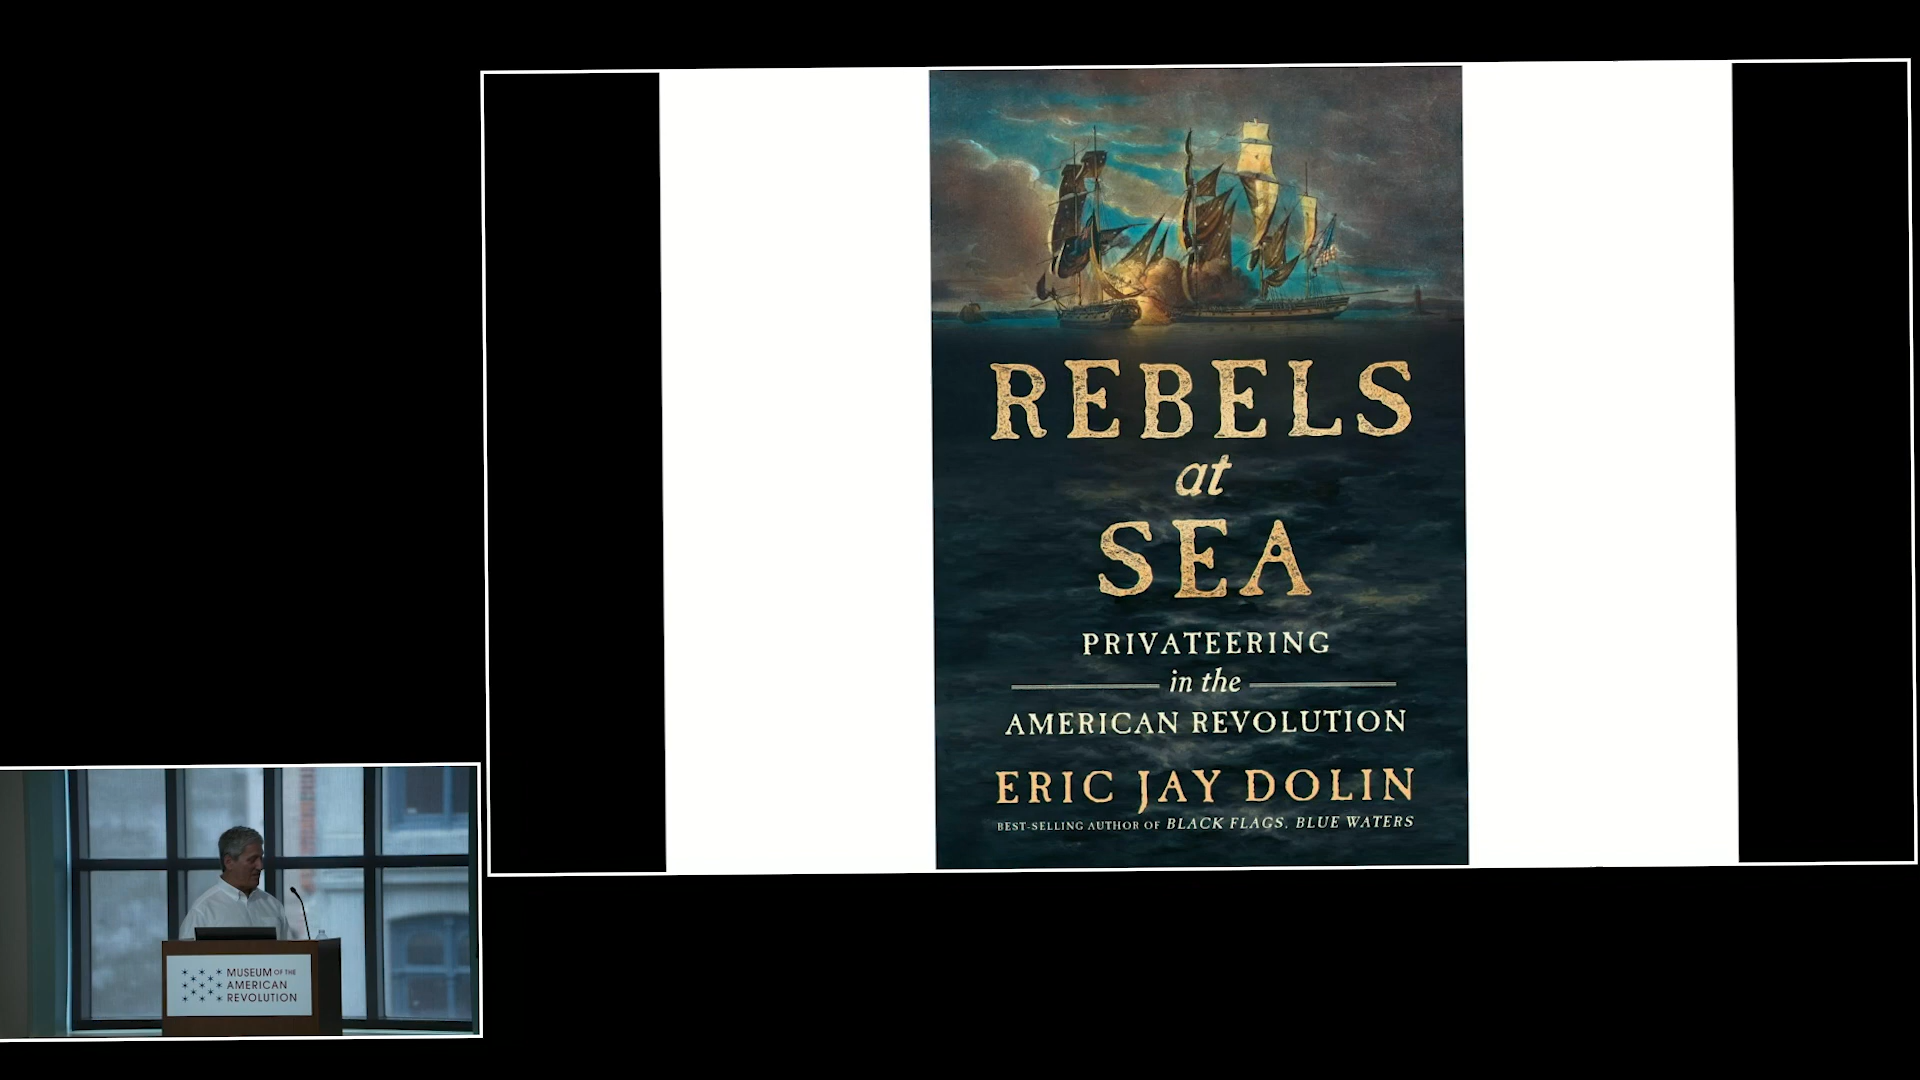 REBELS
at
SEA
PRIVATEERING
in the
AMERICAN REVOLUTION
ERIC JAY DOLIN
BEST-SELLING AUTHOR OF BLACK FLAGS, BLUE WATERS
MUSEUM OF THE
AMERICAN
REVOLUTION